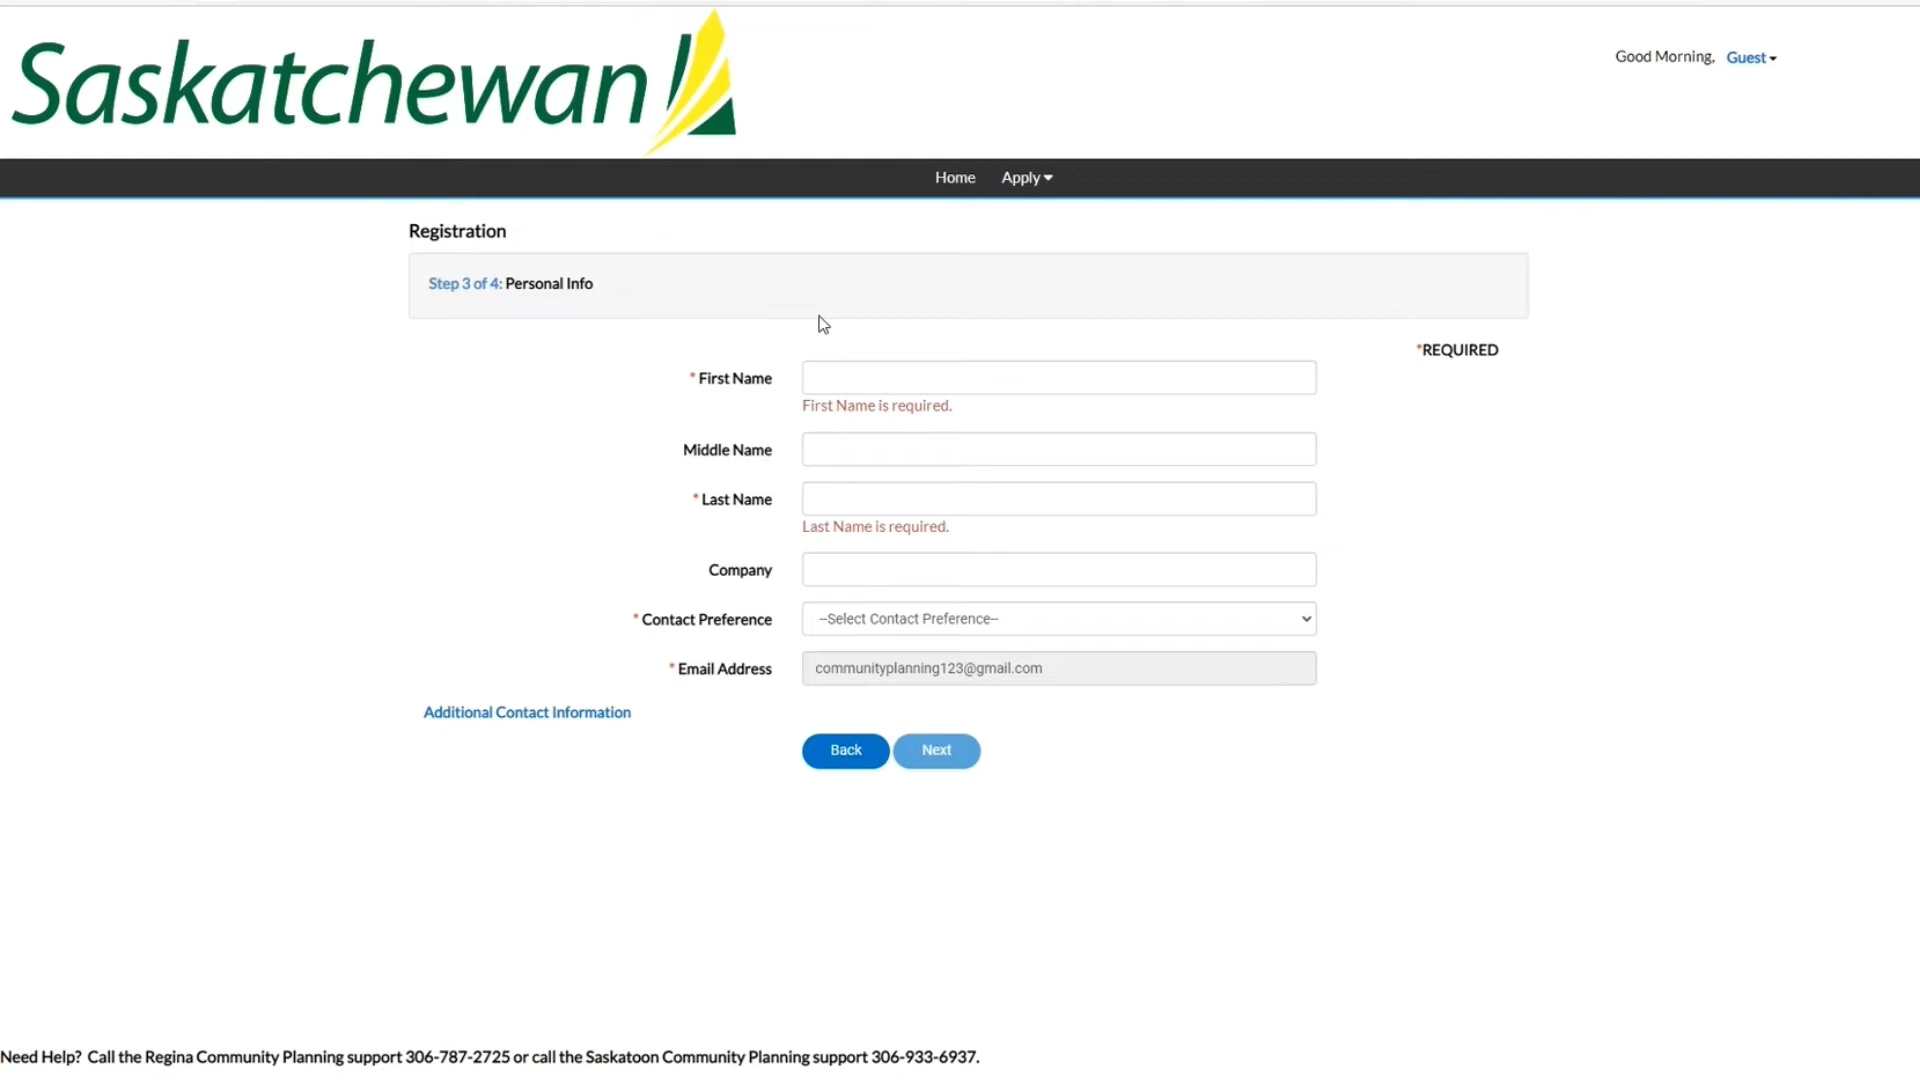 Saskatchewan
Good Morning, Guest
Home Apply
Registration
Step 3 of 4: Personal Info
*REQUIRED
* First Name
First Name is required.
Middle Name
* Last Name
Last Name is required.
Company
* Contact Preference --Select Contact Preference--
* Email Address communityplanning123@gmail.com
Additional Contact Information
Back Next
Need Help? Call the Regina Community Planning support 306-787-2725 or call the Saskatoon Community Planning support 306-933-6937.